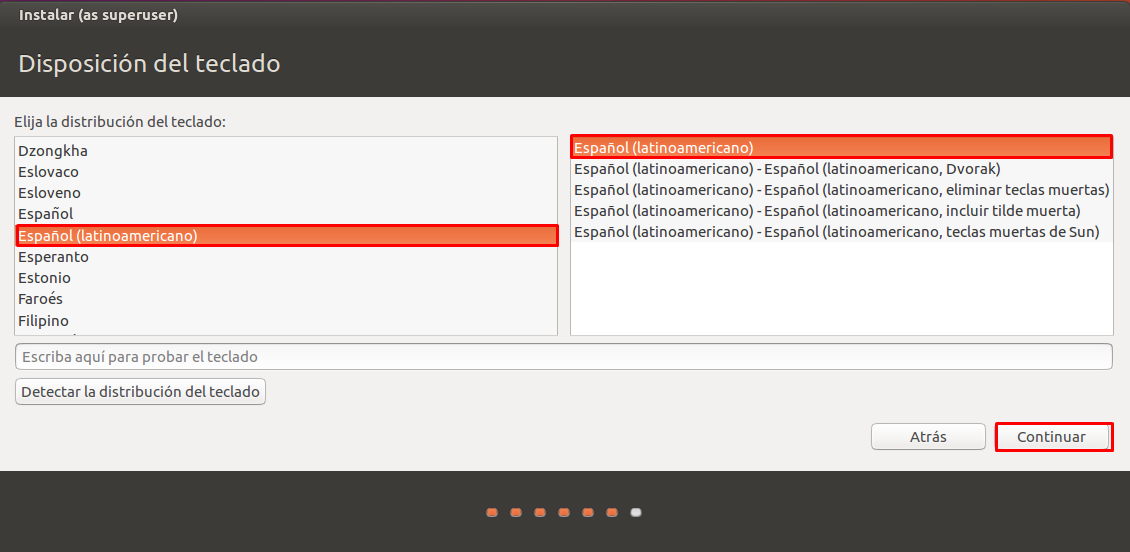 Instalar (as superuser)
Disposición del teclado
Elija la distribución del teclado:
Dzongkha
Eslovaco
Esloveno
Español
Español (latinoamericano)
Esperanto
Estonio
Faroés
Filipino
Español (latinoamericano)
Español (latinoamericano) - Español (latinoamericano, Dvorak)
Español (latinoamericano) - Español (latinoamericano, eliminar teclas muertas)
Español (latinoamericano) - Español (latinoamericano, incluir tilde muerta)
Español (latinoamericano) - Español (latinoamericano, teclas muertas de Sun)
Escriba aquí para probar el teclado
Detectar la distribución del teclado
Atrás
Continuar